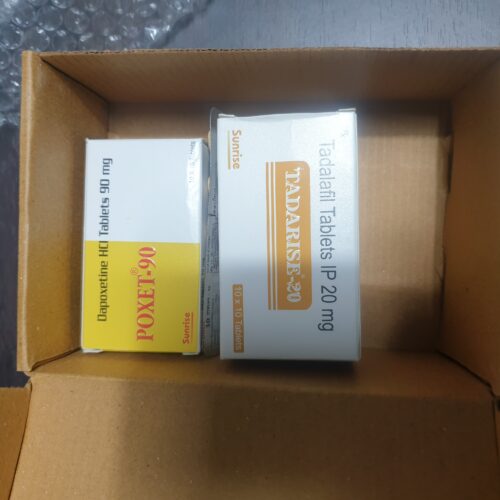 Dapoxetine HCl Tablets 90 mg
POXET®-90
Sunrise
Sunrise
Tadalafil Tablets IP 20 mg
TADARISE®-20
10 x 10 Tablets